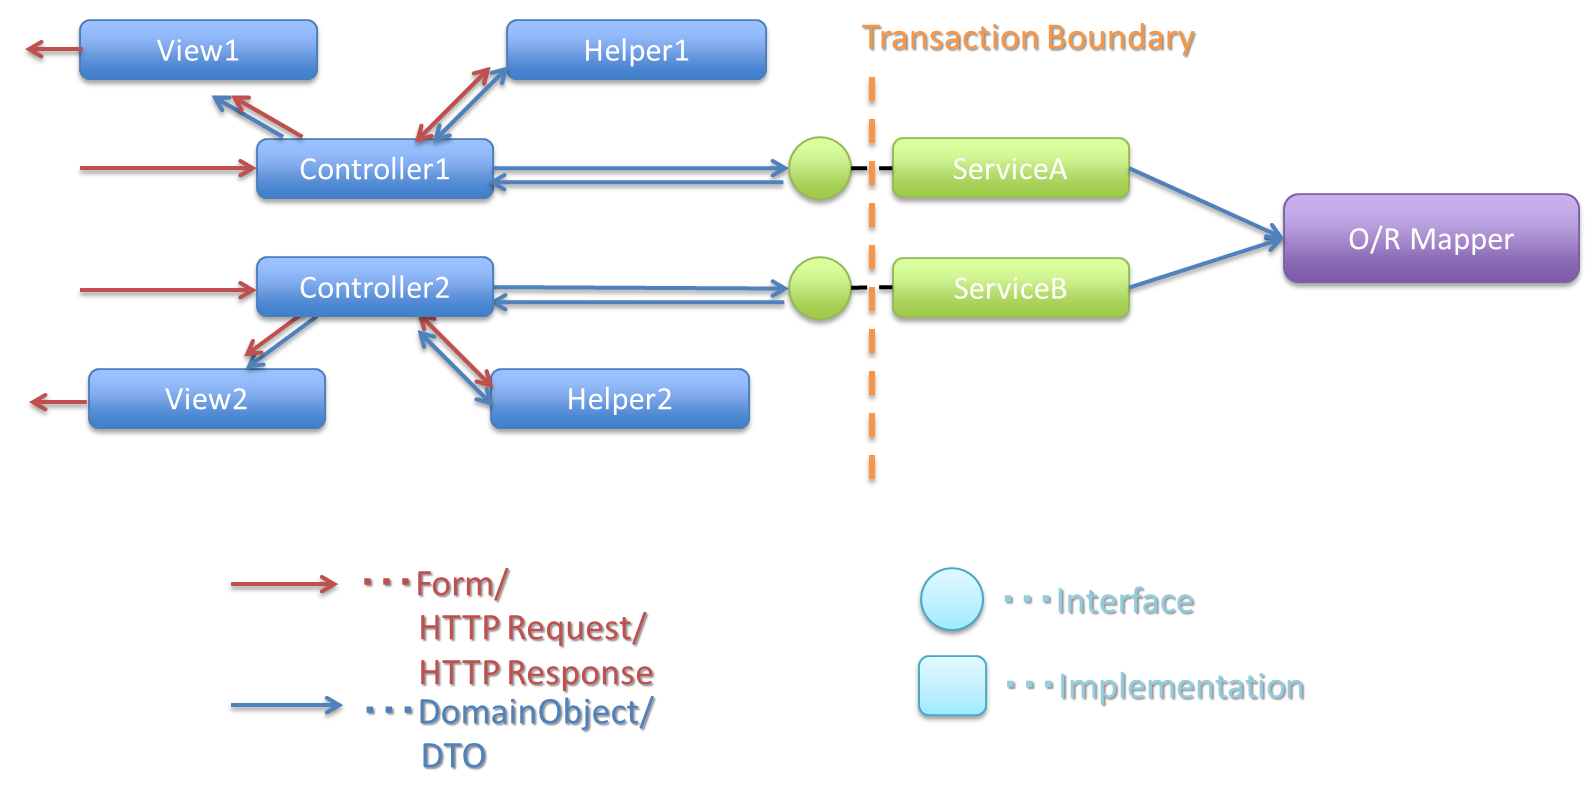 View1
Helper1
Transaction Boundary
Controller1
ServiceA
O/R Mapper
Controller2
ServiceB
View2
Helper2
・・・Form/
HTTP Request/
HTTP Response
・・・DomainObject/
DTO
・・・Interface
・・・Implementation